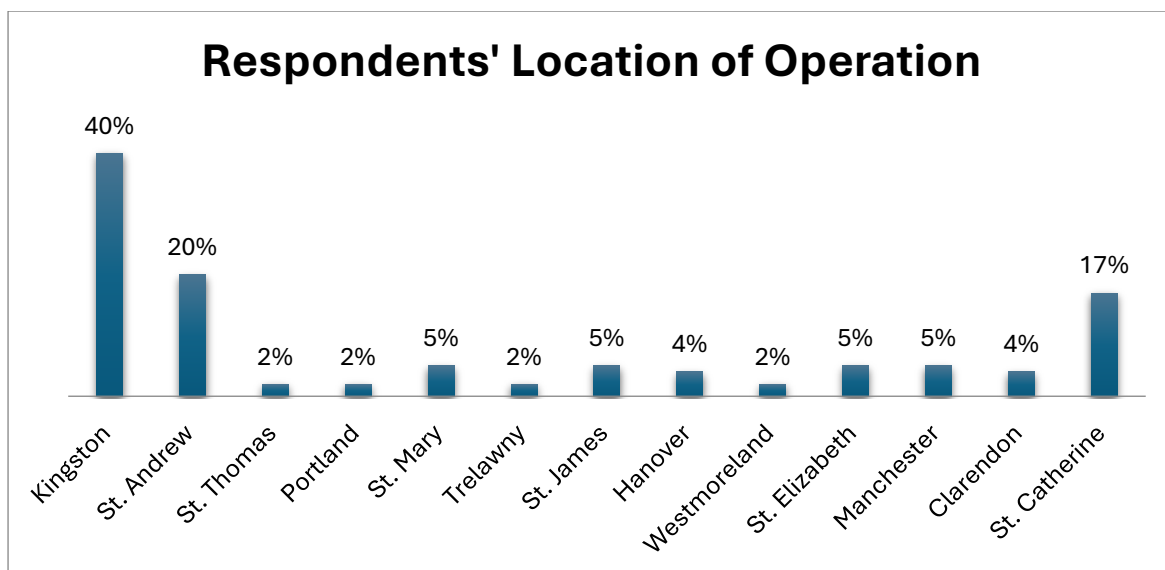 Respondents' Location of Operation
40%
20%
2%
2%
5%
2%
5%
4%
2%
5%
5%
4%
17%
Kingston
St. Andrew
St. Thomas
Portland
St. Mary
Trelawny
St. James
Hanover
Westmoreland
St. Elizabeth
Manchester
Clarendon
St. Catherine